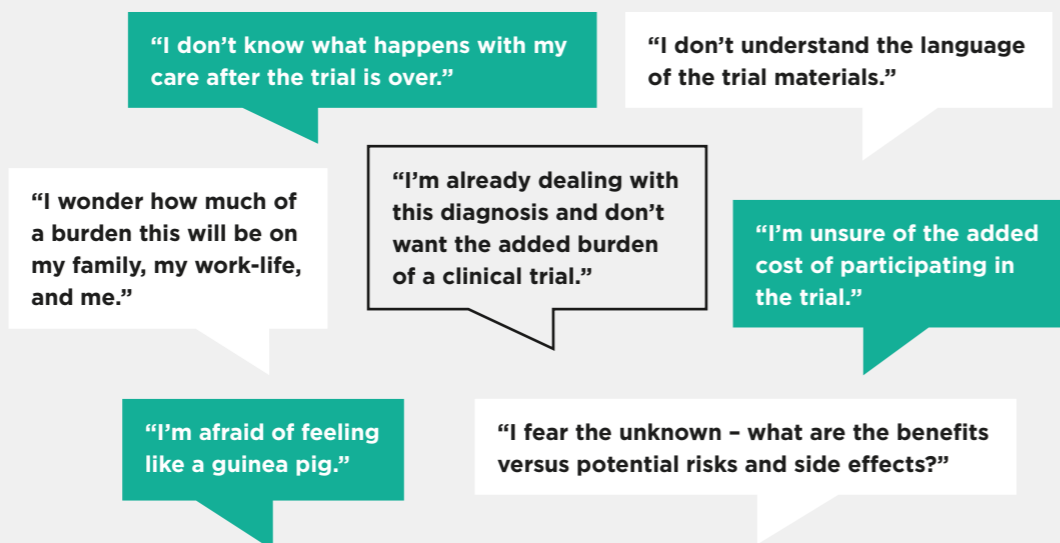 “I don’t know what happens with my
care after the trial is over.”
“I don’t understand the language
of the trial materials.”
“I wonder how much of
a burden this will be on
my family, my work-life,
and me.”
“I’m already dealing with
this diagnosis and don’t
want the added burden
of a clinical trial.”
“I’m unsure of the added
cost of participating in
the trial.”
“I’m afraid of feeling
like a guinea pig.”
“I fear the unknown – what are the benefits
versus potential risks and side effects?”